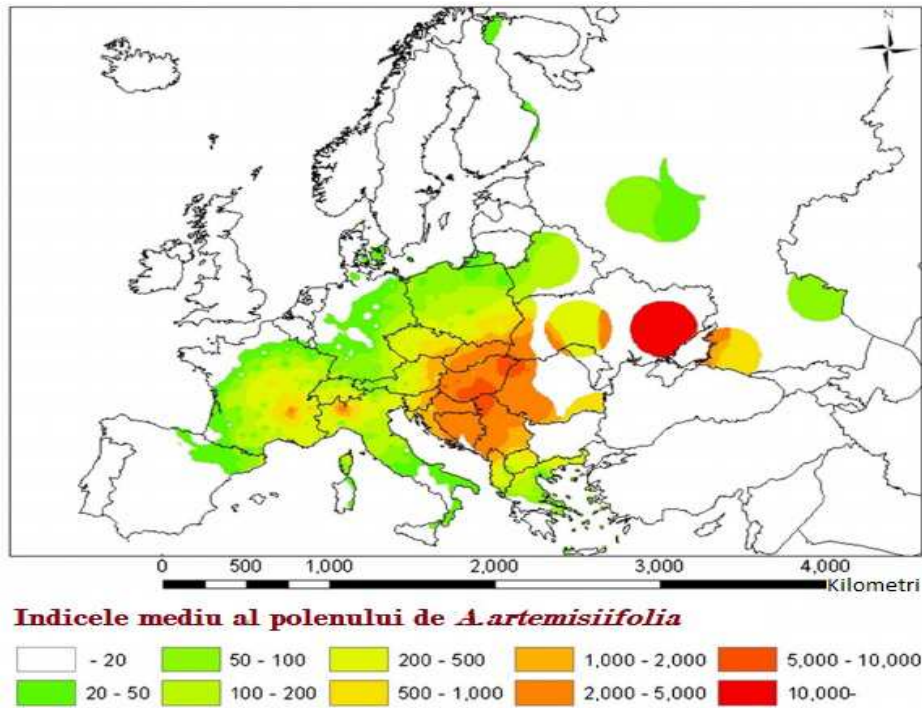 Z
0 500 1,000 2,000 3,000 4,000
Kilometri
Indicele mediu al polenului de A.artemisiifolia
- 20 50 - 100 200 - 500 1,000 - 2,000 5,000 - 10,000
20 - 50 100 - 200 500 - 1,000 2,000 - 5,000 10,000-